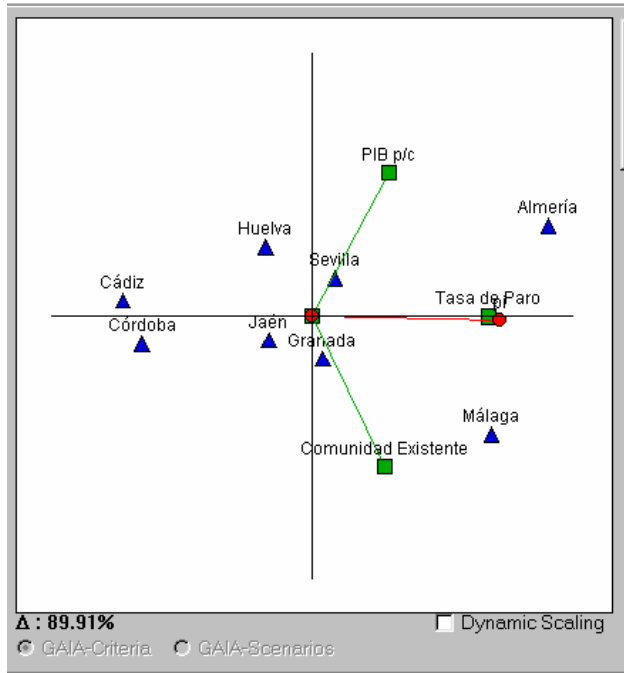 PIB p/c
Almería
Huelva
Sevilla
Cádiz
Tasa de Paro
pi
Córdoba
Jaén
Granada
Málaga
Comunidad Existente
Δ : 89.91%
Dynamic Scaling
GAIA-Criteria
GAIA-Scenarios